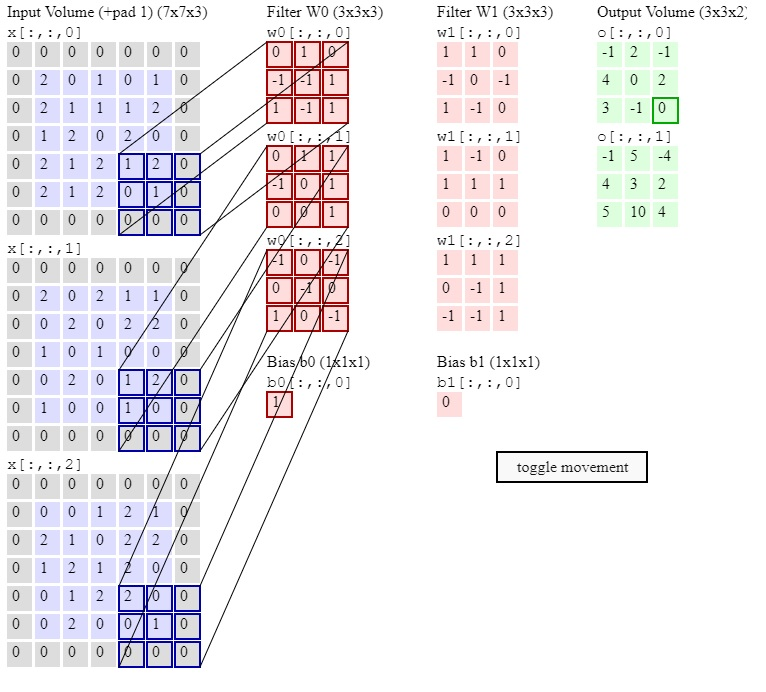 Input Volume (+pad 1) (7x7x3)
x[:,:,0]
0 0 0 0 0 0 0
0 2 0 1 0 1 0
0 2 1 1 1 2 0
0 1 2 0 2 0 0
0 2 1 2 1 2 0
0 2 1 2 0 1 0
0 0 0 0 0 0 0
x[:,:,1]
0 0 0 0 0 0 0
0 2 0 2 1 1 0
0 0 2 0 2 2 0
0 1 0 1 0 0 0
0 0 2 0 1 2 0
0 1 0 0 1 0 0
0 0 0 0 0 0 0
x[:,:,2]
0 0 0 0 0 0 0
0 0 0 1 2 1 0
0 2 1 0 2 2 0
0 1 2 1 2 0 0
0 0 1 2 2 0 0
0 0 2 0 0 1 0
0 0 0 0 0 0 0
Filter W0 (3x3x3)
w0[:,:,0]
0 1 0
-1 -1 1
1 -1 1
w0[:,:,1]
0 1 1
-1 0 1
0 0 1
w0[:,:,2]
-1 0 -1
0 -1 0
1 0 -1
Bias b0 (1x1x1)
b0[:,:,0]
1
Filter W1 (3x3x3)
w1[:,:,0]
1 1 0
-1 0 -1
1 -1 0
w1[:,:,1]
1 -1 0
1 1 1
0 0 0
w1[:,:,2]
1 1 1
0 -1 1
-1 -1 1
Bias b1 (1x1x1)
b1[:,:,0]
0
Output Volume (3x3x2)
o[:,:,0]
-1 2 -1
4 0 2
3 -1 0
o[:,:,1]
-1 5 -4
4 3 2
5 10 4
toggle movement